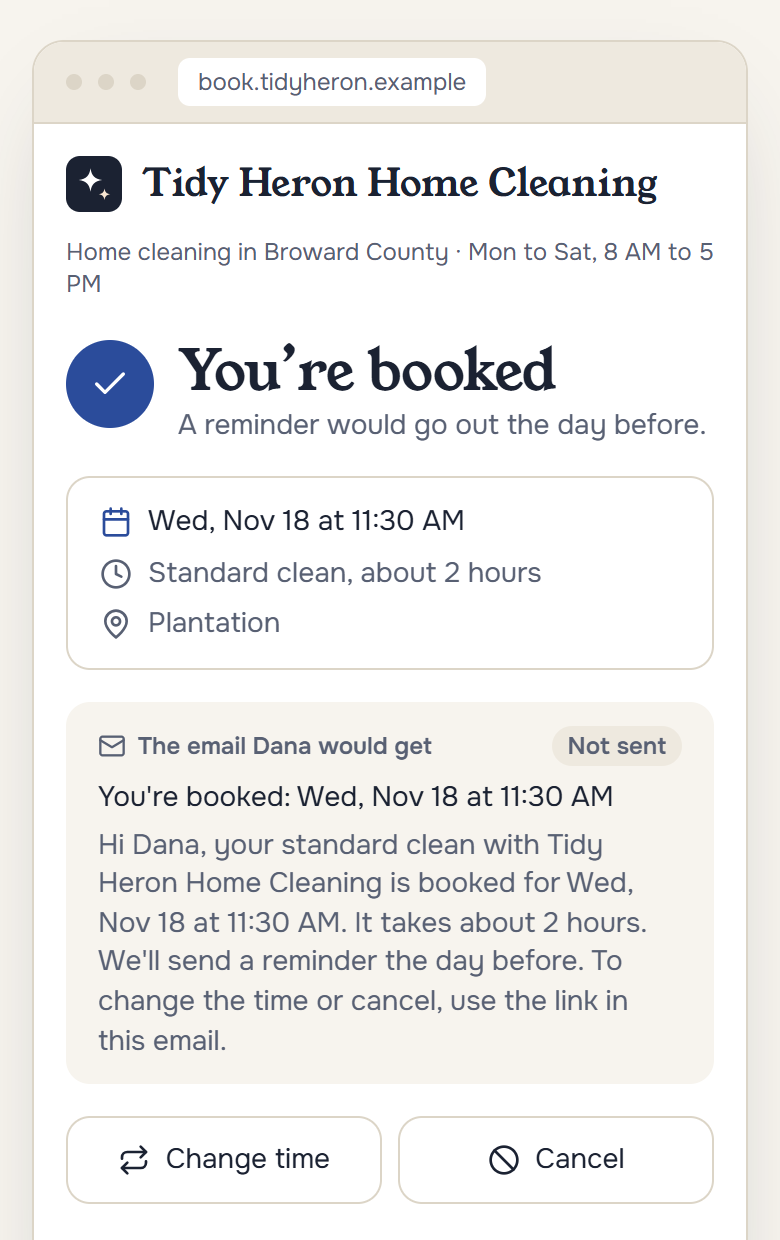 book.tidyheron.example
Tidy Heron Home Cleaning
Home cleaning in Broward County · Mon to Sat, 8 AM to 5
PM
You’re booked
A reminder would go out the day before.
Wed, Nov 18 at 11:30 AM
Standard clean, about 2 hours
Plantation
The email Dana would get
Not sent
You're booked: Wed, Nov 18 at 11:30 AM
Hi Dana, your standard clean with Tidy
Heron Home Cleaning is booked for Wed,
Nov 18 at 11:30 AM. It takes about 2 hours.
We'll send a reminder the day before. To
change the time or cancel, use the link in
this email.
Change time
Cancel